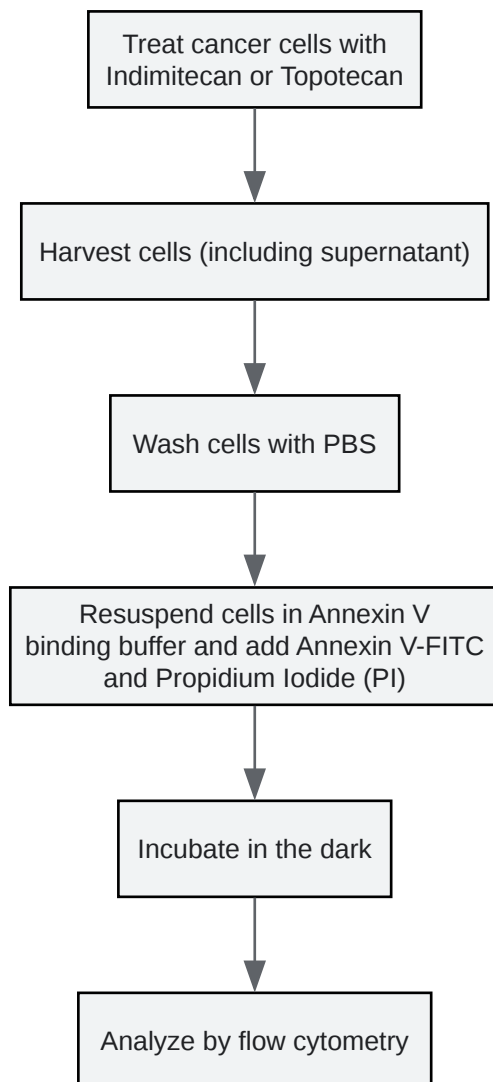 Treat cancer cells with
Indimitecan or Topotecan
Harvest cells (including supernatant)
Wash cells with PBS
Resuspend cells in Annexin V
binding buffer and add Annexin V-FITC
and Propidium Iodide (PI)
Incubate in the dark
Analyze by flow cytometry